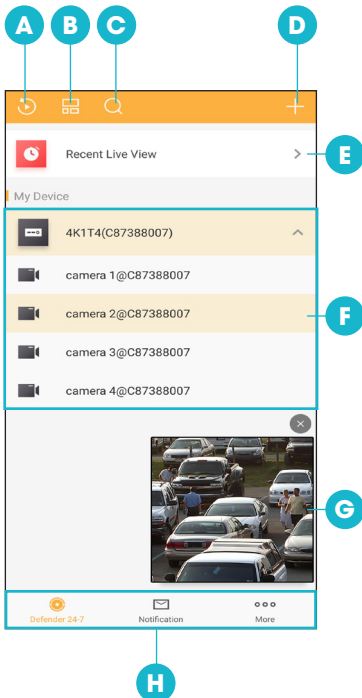 A B C D
Recent Live View
E
My Device
4K1T4(C87388007)
camera 1@C87388007
camera 2@C87388007
F
camera 3@C87388007
camera 4@C87388007
G
Defender 24-7 Notification More
H